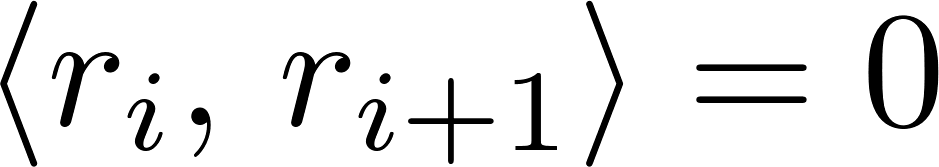 ⟨r_i, r_{i+1}⟩ = 0